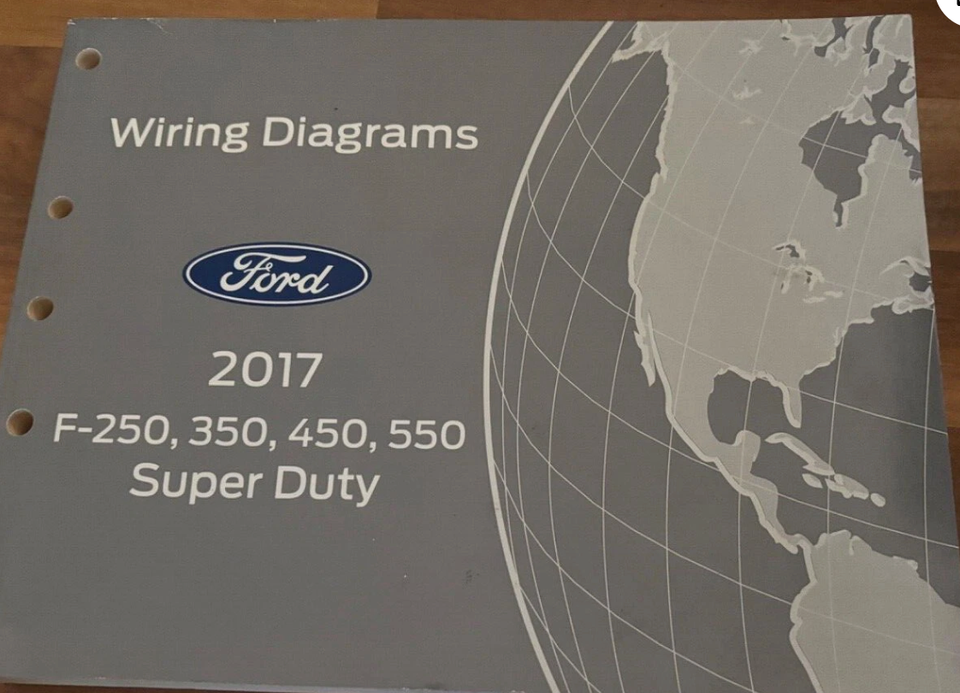 Wiring Diagrams
Ford
2017
F-250, 350, 450, 550
Super Duty